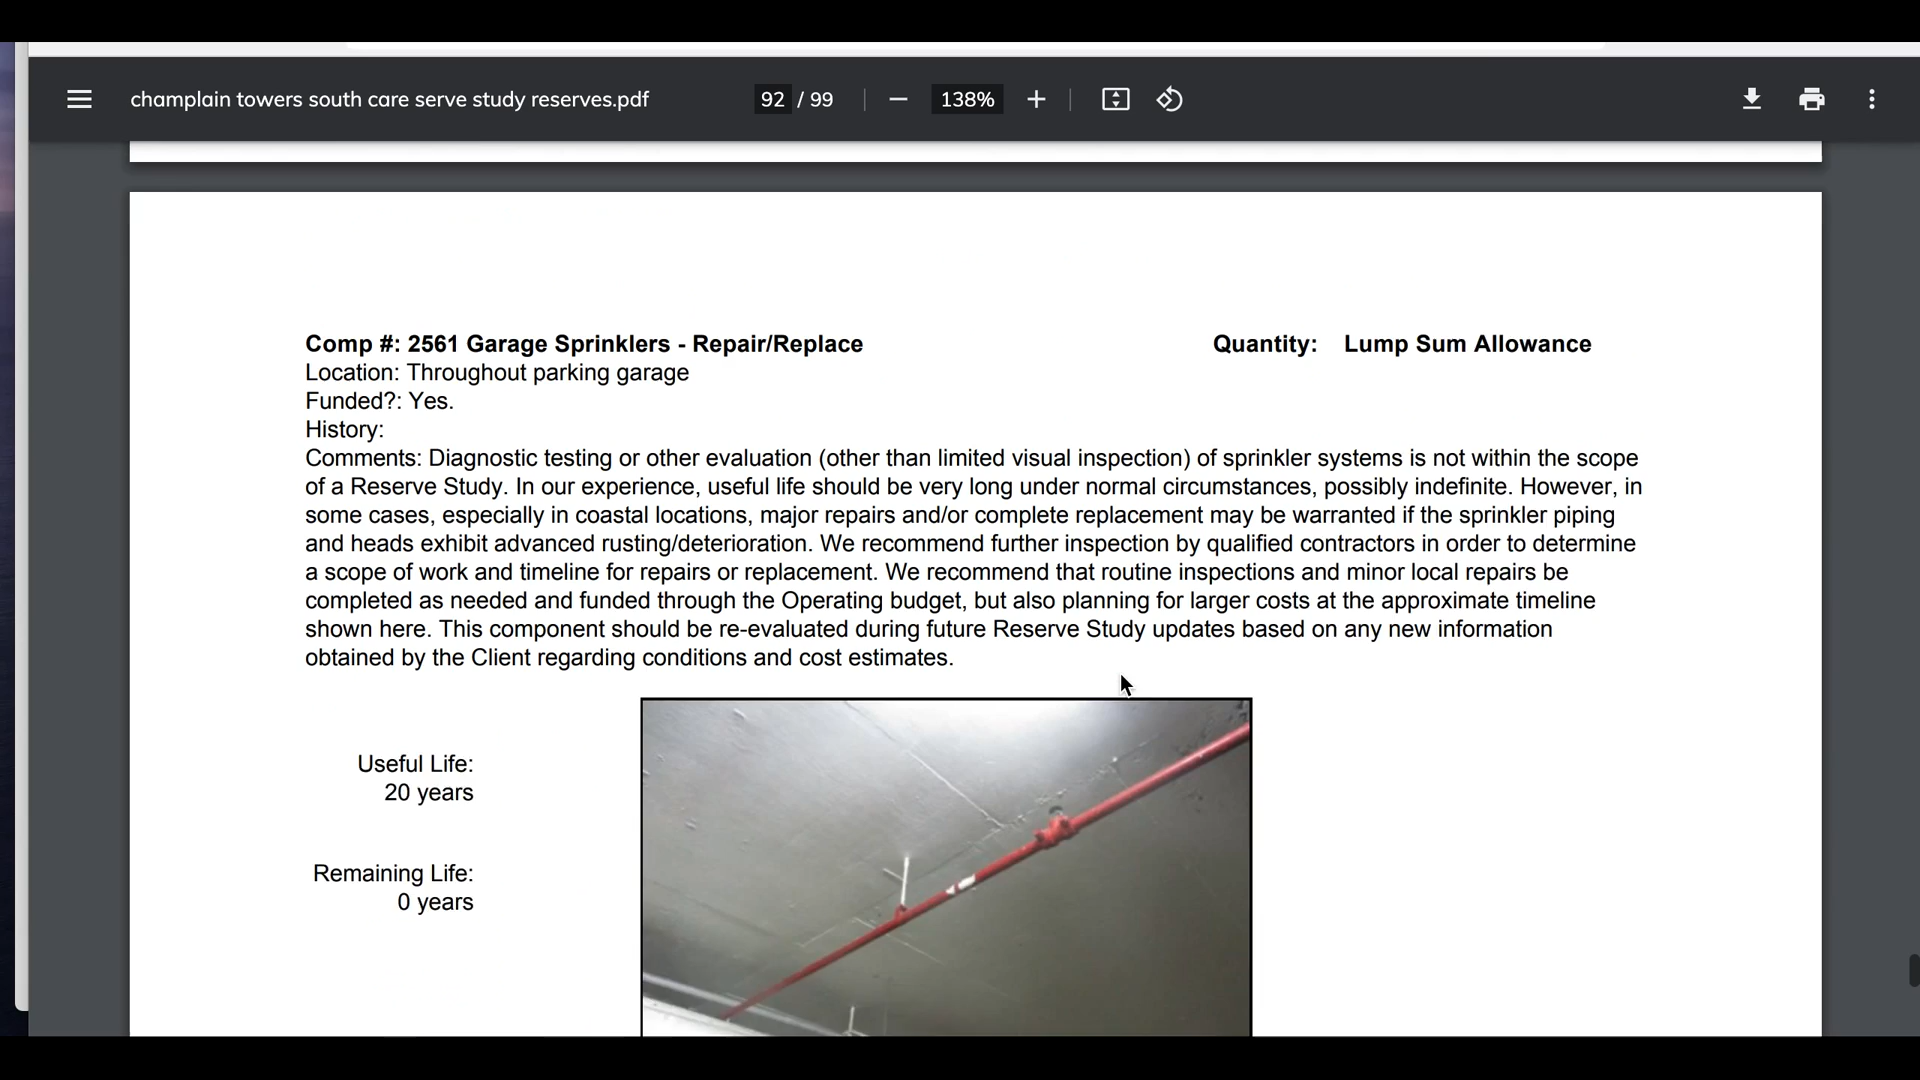 champlain towers south care serve study reserves.pdf
92 / 99
138%
Comp #: 2561 Garage Sprinklers - Repair/Replace
Quantity: Lump Sum Allowance
Location: Throughout parking garage
Funded?: Yes.
History:
Comments: Diagnostic testing or other evaluation (other than limited visual inspection) of sprinkler systems is not within the scope
of a Reserve Study. In our experience, useful life should be very long under normal circumstances, possibly indefinite. However, in
some cases, especially in coastal locations, major repairs and/or complete replacement may be warranted if the sprinkler piping
and heads exhibit advanced rusting/deterioration. We recommend further inspection by qualified contractors in order to determine
a scope of work and timeline for repairs or replacement. We recommend that routine inspections and minor local repairs be
completed as needed and funded through the Operating budget, but also planning for larger costs at the approximate timeline
shown here. This component should be re-evaluated during future Reserve Study updates based on any new information
obtained by the Client regarding conditions and cost estimates.
Useful Life:
20 years
Remaining Life:
0 years